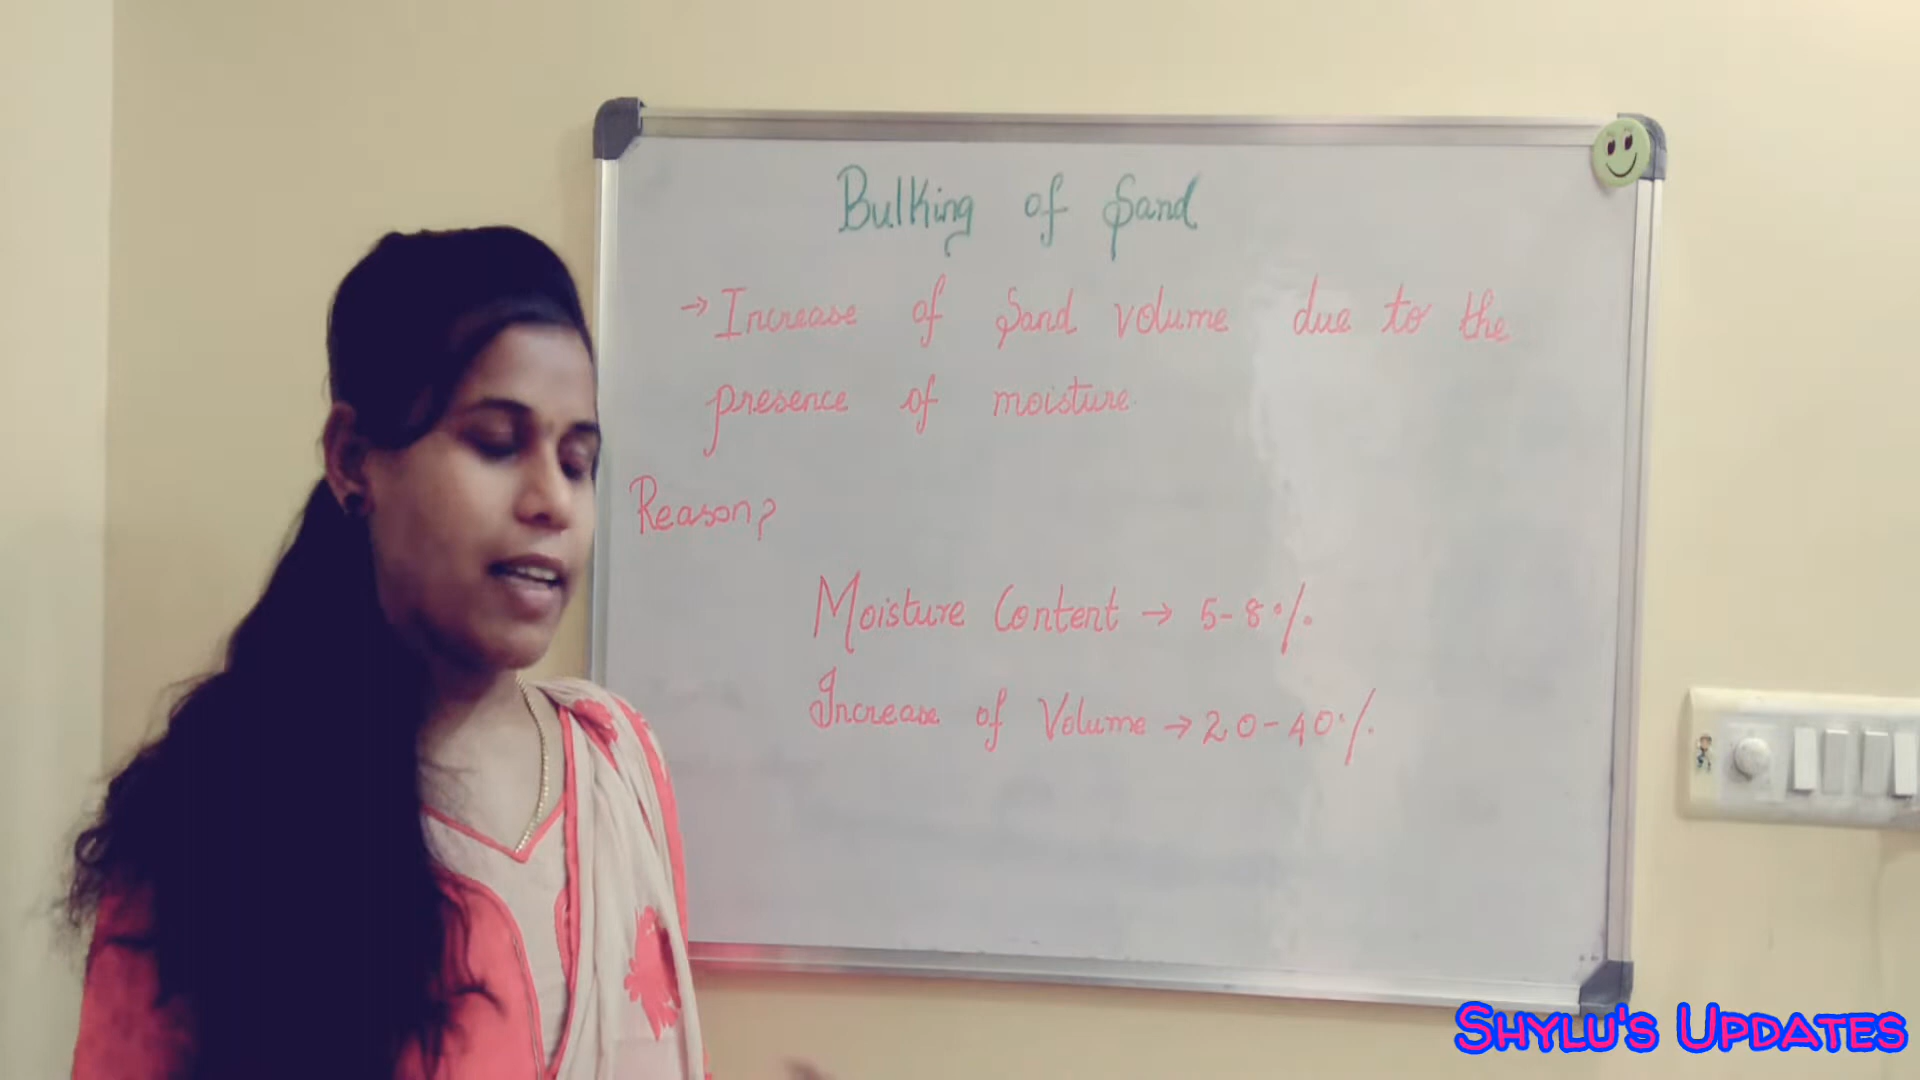 Bulking of Sand
→ Increase of Sand volume due to the
presence of moisture.
Reason?
Moisture Content → 5-8%
Increase of Volume → 20-40%
SHYLU'S UPDATES